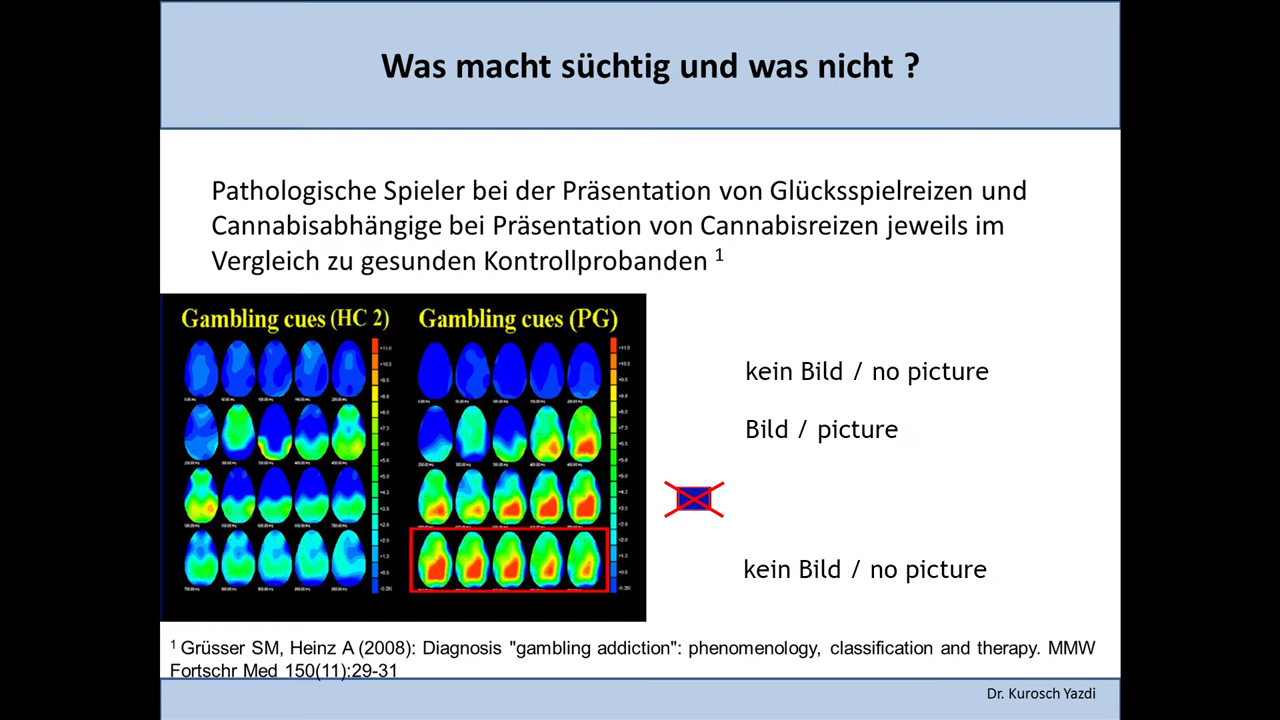 Was macht süchtig und was nicht ?
Pathologische Spieler bei der Präsentation von Glücksspielreizen und
Cannabisabhängige bei Präsentation von Cannabisreizen jeweils im
Vergleich zu gesunden Kontrollprobanden 1
Gambling cues (HC 2)
Gambling cues (PG)
kein Bild / no picture
Bild / picture
kein Bild / no picture
1 Grüsser SM, Heinz A (2008): Diagnosis "gambling addiction": phenomenology, classification and therapy. MMW
Fortschr Med 150(11):29-31
Dr. Kurosch Yazdi